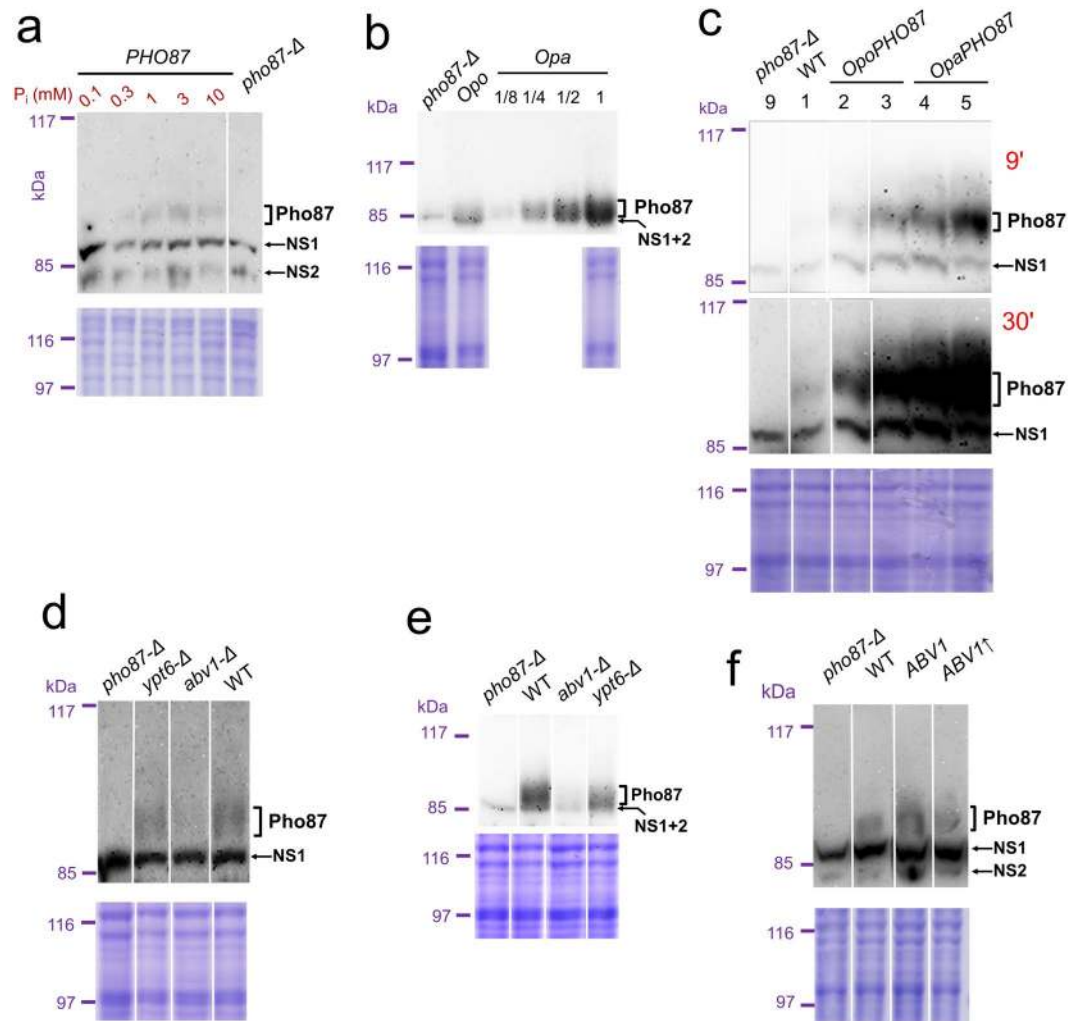 a
PHO87
pho87-Δ
Pi (mM)
0.1 0.3 1 3 10
117
kDa
Pho87
NS1
85
NS2
116
97
b
pho87-Δ
Opo
Opa
1/8 1/4 1/2 1
kDa
117
85
Pho87
NS1+2
116
97
c
pho87-Δ
WT
OpoPHO87
OpaPHO87
kDa
9 1 2 3 4 5
117
9'
Pho87
NS1
85
117
30'
Pho87
NS1
85
116
97
d
pho87-Δ
ypt6-Δ
abv1-Δ
WT
kDa
117
Pho87
NS1
85
116
97
e
pho87-Δ
WT
abv1-Δ
ypt6-Δ
kDa
117
Pho87
85
NS1+2
116
97
f
pho87-Δ
WT
ABV1
ABV1↑
kDa
117
Pho87
NS1
85
NS2
116
97